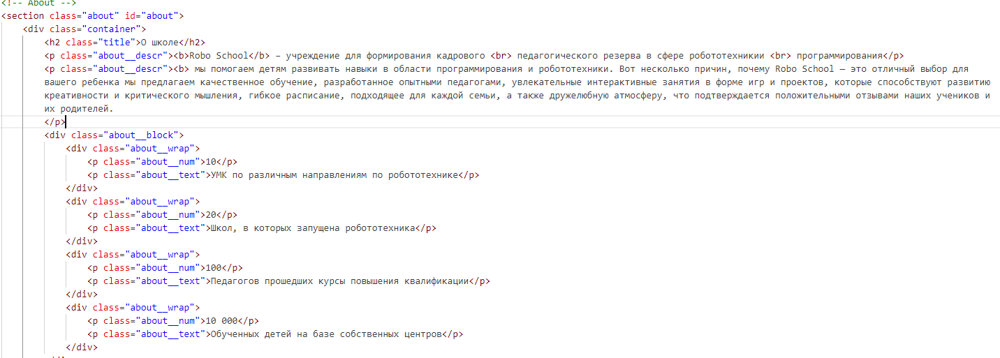 <!-- About -->
<section class="about" id="about">
<div class="container">
<h2 class="title">О школе</h2>
<p class="about__descr"><b>Robo School</b> – учреждение для формирования кадрового <br> педагогического резерва в сфере робототехникии <br> программирования</p>
<p class="about__descr"><b> мы помогаем детям развивать навыки в области программирования и робототехники. Вот несколько причин, почему Robo School — это отличный выбор для
вашего ребенка мы предлагаем качественное обучение, разработанное опытными педагогами, увлекательные интерактивные занятия в форме игр и проектов, которые способствуют развитию
креативности и критического мышления, гибкое расписание, подходящее для каждой семьи, а также дружелюбную атмосферу, что подтверждается положительными отзывами наших учеников и
их родителей.
</p>
<div class="about__block">
<div class="about__wrap">
<p class="about__num">10</p>
<p class="about__text">УМК по различным направлениям по робототехнике</p>
</div>
<div class="about__wrap">
<p class="about__num">20</p>
<p class="about__text">Школ, в которых запущена робототехника</p>
</div>
<div class="about__wrap">
<p class="about__num">100</p>
<p class="about__text">Педагогов прошедших курсы повышения квалификации</p>
</div>
<div class="about__wrap">
<p class="about__num">10 000</p>
<p class="about__text">Обученных детей на базе собственных центров</p>
</div>